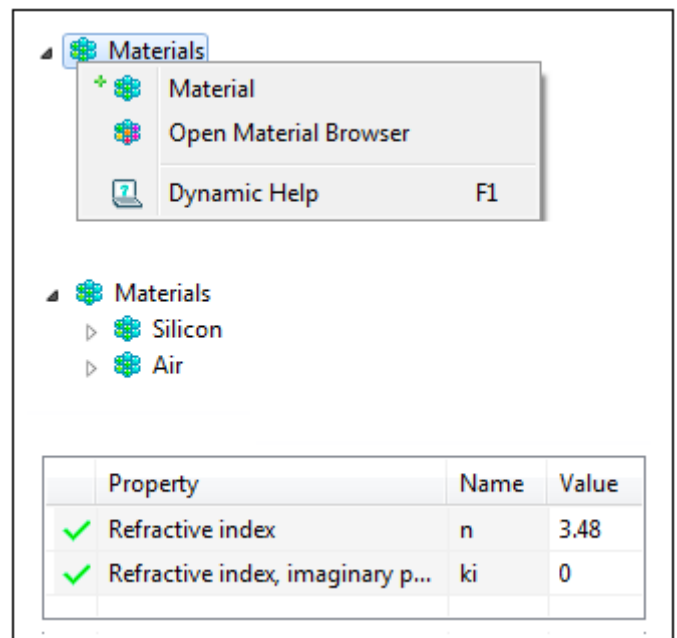 Materials
Material
Open Material Browser
Dynamic Help F1
Materials
Silicon
Air
Property Name Value
Refractive index n 3.48
Refractive index, imaginary p... ki 0